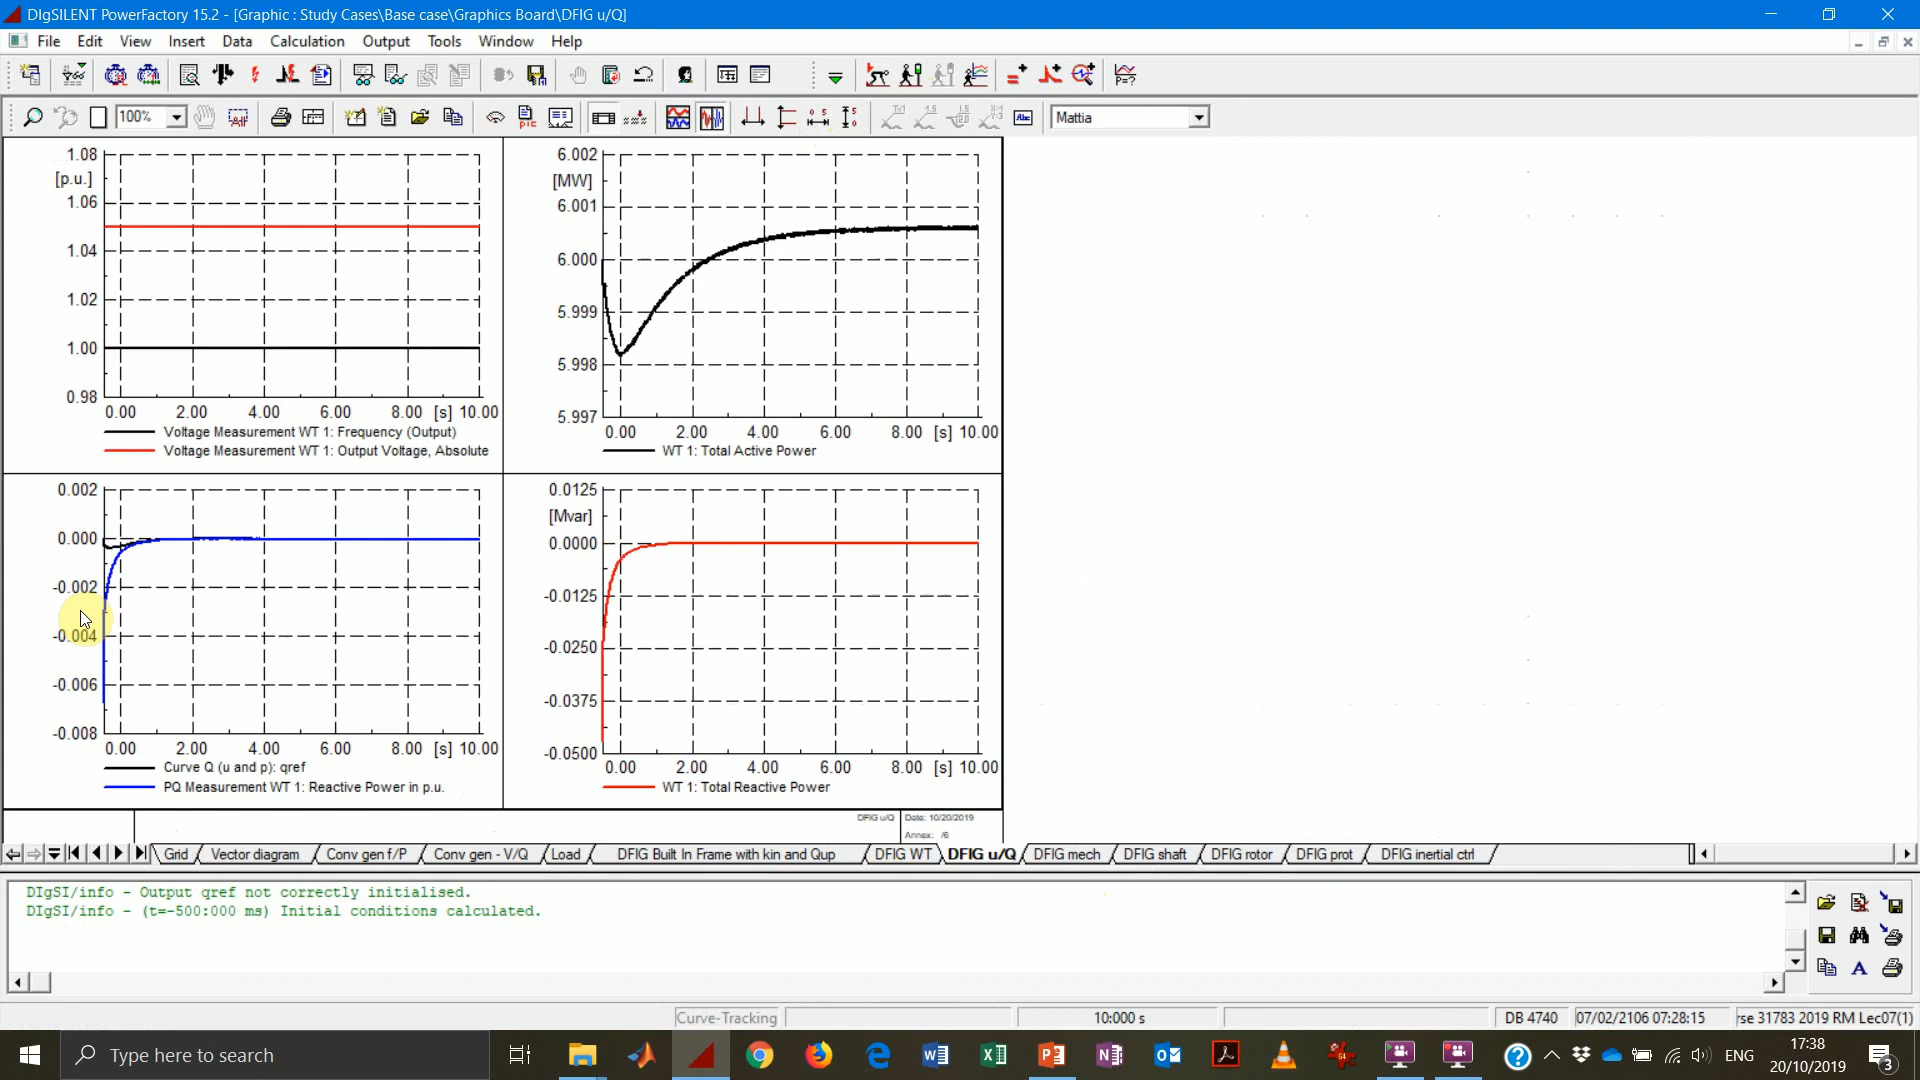 DIgSILENT PowerFactory 15.2 - [Graphic : Study Cases\Base case\Graphics Board\DFIG u/Q]
File Edit View Insert Data Calculation Output Tools Window Help
100%
Mattia
1.08
[p.u.]
1.06
1.04
1.02
1.00
0.98
0.00 2.00 4.00 6.00 8.00 [s] 10.00
Voltage Measurement WT 1: Frequency (Output)
Voltage Measurement WT 1: Output Voltage, Absolute
6.002
[MW]
6.001
6.000
5.999
5.998
5.997
0.00 2.00 4.00 6.00 8.00 [s] 10.00
WT 1: Total Active Power
0.002
0.000
-0.002
-0.004
-0.006
-0.008
0.00 2.00 4.00 6.00 8.00 [s] 10.00
Curve Q (u and p): qref
PQ Measurement WT 1: Reactive Power in p.u.
0.0125
[Mvar]
0.0000
-0.0125
-0.0250
-0.0375
-0.0500
0.00 2.00 4.00 6.00 8.00 [s] 10.00
WT 1: Total Reactive Power
DFIG u/Q Date: 10/20/2019
Annex: /6
Grid Vector diagram Conv gen f/P Conv gen - V/Q Load DFIG Built In Frame with kin and Qup DFIG WT DFIG u/Q DFIG mech DFIG shaft DFIG rotor DFIG prot DFIG inertial ctrl
DIgSI/info - Output qref not correctly initialised.
DIgSI/info - (t=-500:000 ms) Initial conditions calculated.
Curve-Tracking 10:000 s DB 4740 07/02/2106 07:28:15 rse 31783 2019 RM Lec07(1)
Type here to search
ENG
17:38
20/10/2019
3